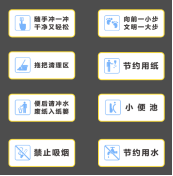 随手冲一冲
干净又轻松
向前一小步
文明一大步
拖把清理区
节约用纸
便后请冲水
废纸入纸篓
小便池
禁止吸烟
节约用水